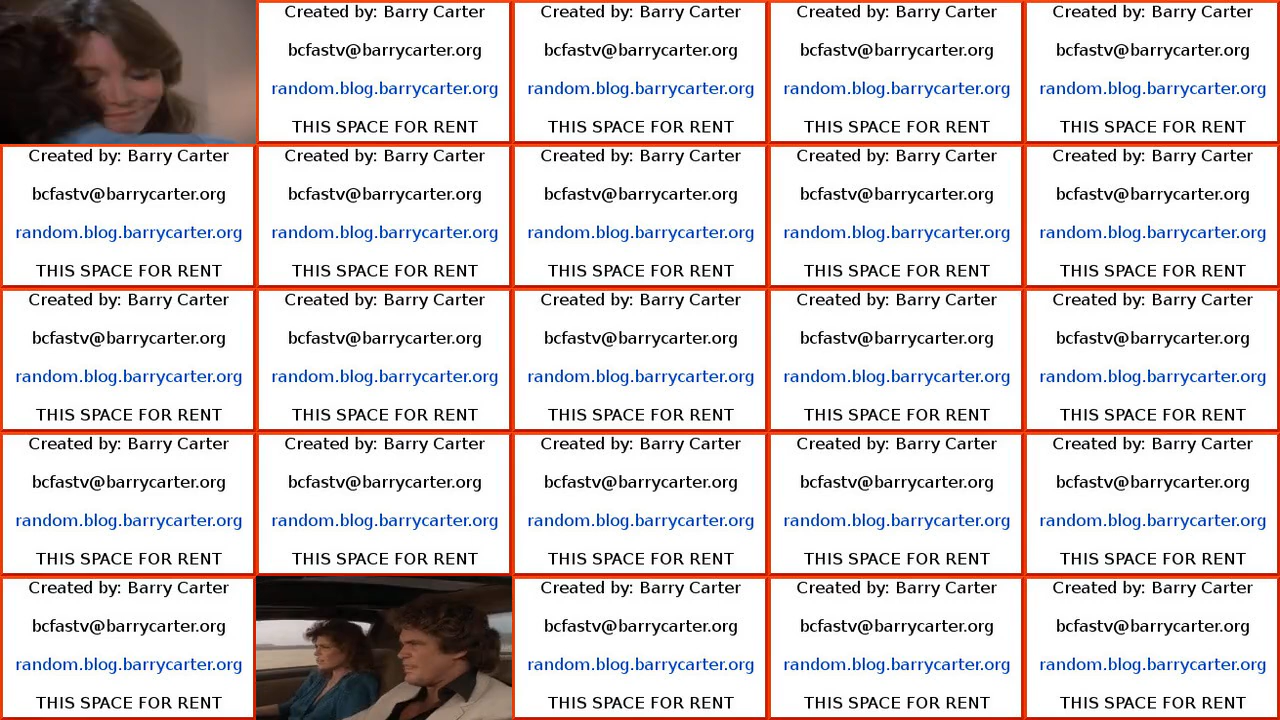 Created by: Barry Carter
bcfastv@barrycarter.org
random.blog.barrycarter.org
THIS SPACE FOR RENT
Created by: Barry Carter
bcfastv@barrycarter.org
random.blog.barrycarter.org
THIS SPACE FOR RENT
Created by: Barry Carter
bcfastv@barrycarter.org
random.blog.barrycarter.org
THIS SPACE FOR RENT
Created by: Barry Carter
bcfastv@barrycarter.org
random.blog.barrycarter.org
THIS SPACE FOR RENT
Created by: Barry Carter
bcfastv@barrycarter.org
random.blog.barrycarter.org
THIS SPACE FOR RENT
Created by: Barry Carter
bcfastv@barrycarter.org
random.blog.barrycarter.org
THIS SPACE FOR RENT
Created by: Barry Carter
bcfastv@barrycarter.org
random.blog.barrycarter.org
THIS SPACE FOR RENT
Created by: Barry Carter
bcfastv@barrycarter.org
random.blog.barrycarter.org
THIS SPACE FOR RENT
Created by: Barry Carter
bcfastv@barrycarter.org
random.blog.barrycarter.org
THIS SPACE FOR RENT
Created by: Barry Carter
bcfastv@barrycarter.org
random.blog.barrycarter.org
THIS SPACE FOR RENT
Created by: Barry Carter
bcfastv@barrycarter.org
random.blog.barrycarter.org
THIS SPACE FOR RENT
Created by: Barry Carter
bcfastv@barrycarter.org
random.blog.barrycarter.org
THIS SPACE FOR RENT
Created by: Barry Carter
bcfastv@barrycarter.org
random.blog.barrycarter.org
THIS SPACE FOR RENT
Created by: Barry Carter
bcfastv@barrycarter.org
random.blog.barrycarter.org
THIS SPACE FOR RENT
Created by: Barry Carter
bcfastv@barrycarter.org
random.blog.barrycarter.org
THIS SPACE FOR RENT
Created by: Barry Carter
bcfastv@barrycarter.org
random.blog.barrycarter.org
THIS SPACE FOR RENT
Created by: Barry Carter
bcfastv@barrycarter.org
random.blog.barrycarter.org
THIS SPACE FOR RENT
Created by: Barry Carter
bcfastv@barrycarter.org
random.blog.barrycarter.org
THIS SPACE FOR RENT
Created by: Barry Carter
bcfastv@barrycarter.org
random.blog.barrycarter.org
THIS SPACE FOR RENT
Created by: Barry Carter
bcfastv@barrycarter.org
random.blog.barrycarter.org
THIS SPACE FOR RENT
Created by: Barry Carter
bcfastv@barrycarter.org
random.blog.barrycarter.org
THIS SPACE FOR RENT
Created by: Barry Carter
bcfastv@barrycarter.org
random.blog.barrycarter.org
THIS SPACE FOR RENT
Created by: Barry Carter
bcfastv@barrycarter.org
random.blog.barrycarter.org
THIS SPACE FOR RENT